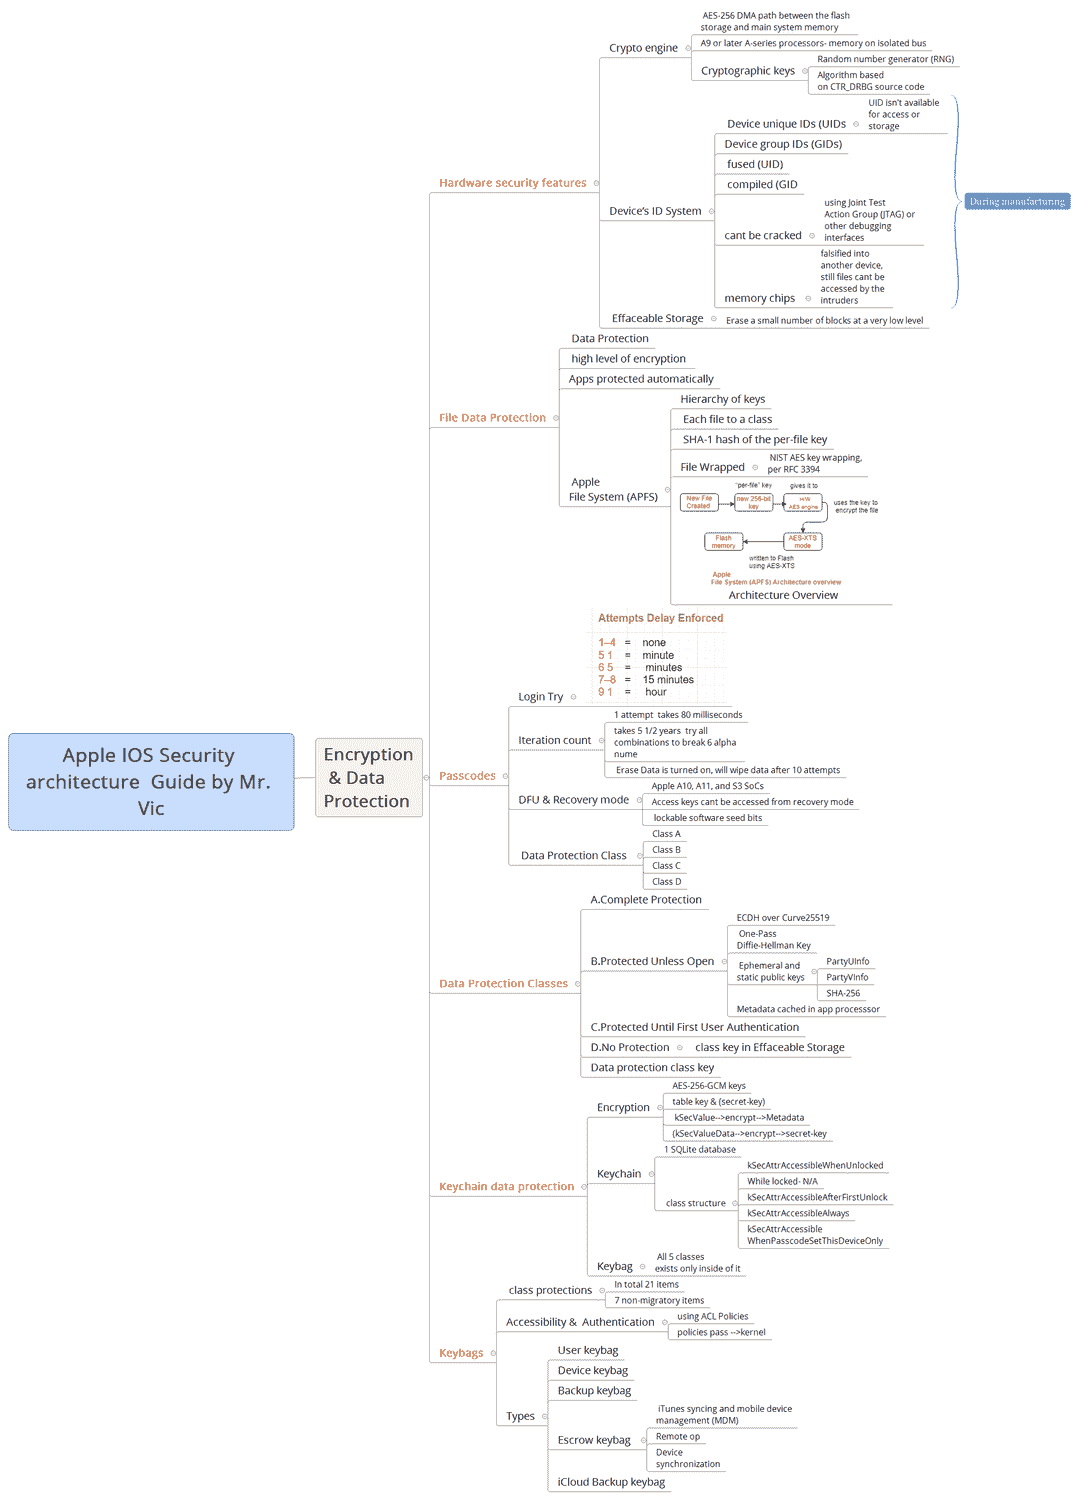 AES-256 DMA path between the flash
storage and main system memory
Crypto engine
A9 or later A-series processors- memory on isolated bus
Random number generator (RNG)
Cryptographic keys
Algorithm based
on CTR_DRBG source code
UID isn't available
for access or
storage
Device unique IDs (UIDs
Device group IDs (GIDs)
fused (UID)
compiled (GID
Hardware security features
Device's ID System
using Joint Test
Action Group (JTAG) or
other debugging
interfaces
cant be cracked
During manufacturing
falsified into
another device,
still files cant be
accessed by the
intruders
memory chips
Effaceable Storage
Erase a small number of blocks at a very low level
Data Protection
high level of encryption
Apps protected automatically
File Data Protection
Hierarchy of keys
Each file to a class
SHA-1 hash of the per-file key
File Wrapped
NIST AES key wrapping,
per RFC 3394
Apple
File System (APFS)
"per-file" key
gives it to
New File
Created
new 256-bit
key
H/W
AES engine
uses the key to
encrypt the file
Flash
memory
AES-XTS
mode
written to Flash
using AES-XTS
Apple
File System (APFS) Architecture overview
Architecture Overview
Attempts Delay Enforced
1–4 = none
5 1 = minute
6 5 = minutes
7–8 = 15 minutes
9 1 = hour
Login Try
1 attempt takes 80 milliseconds
Iteration count
takes 5 1/2 years try all
combinations to break 6 alpha
nume
Erase Data is turned on, will wipe data after 10 attempts
Apple IOS Security
architecture Guide by Mr.
Vic
Encryption
& Data
Protection
Passcodes
Apple A10, A11, and S3 SoCs
DFU & Recovery mode
Access keys cant be accessed from recovery mode
lockable software seed bits
Class A
Class B
Data Protection Class
Class C
Class D
A.Complete Protection
ECDH over Curve25519
One-Pass
Diffie-Hellman Key
B.Protected Unless Open
Ephemeral and
static public keys
PartyUInfo
PartyVInfo
SHA-256
Data Protection Classes
Metadata cached in app processsor
C.Protected Until First User Authentication
D.No Protection
class key in Effaceable Storage
Data protection class key
AES-256-GCM keys
Encryption
table key & (secret-key)
kSecValue-->encrypt-->Metadata
(kSecValueData-->encrypt-->secret-key
1 SQLite database
Keychain
kSecAttrAccessibleWhenUnlocked
While locked- N/A
Keychain data protection
class structure
kSecAttrAccessibleAfterFirstUnlock
kSecAttrAccessibleAlways
kSecAttrAccessible
WhenPasscodeSetThisDeviceOnly
Keybag
All 5 classes
exists only inside of it
class protections
In total 21 items
7 non-migratory items
Accessibility & Authentication
using ACL Policies
policies pass -->kernel
Keybags
User keybag
Device keybag
Backup keybag
Types
iTunes syncing and mobile device
management (MDM)
Escrow keybag
Remote op
Device
synchronization
iCloud Backup keybag